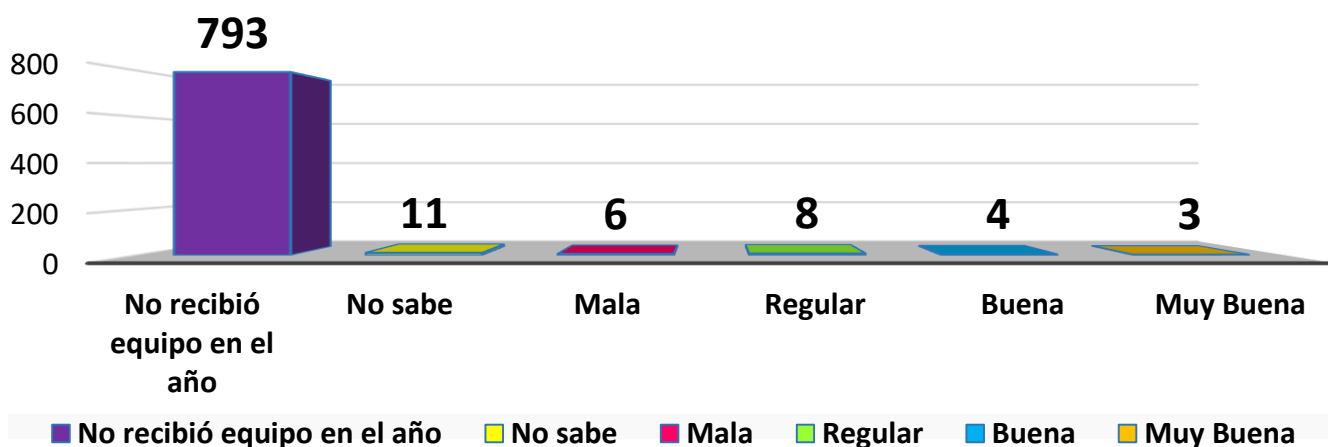 793
800
600
400
200
0
11
6
8
4
3
No recibió
equipo en el
año
No sabe
Mala
Regular
Buena
Muy Buena
No recibió equipo en el año
No sabe
Mala
Regular
Buena
Muy Buena